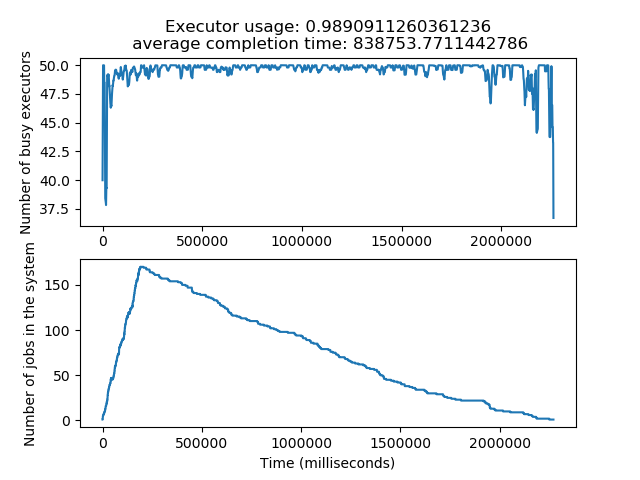 Executor usage: 0.9890911260361236
average completion time: 838753.7711442786
Number of busy executors
50.0
47.5
45.0
42.5
40.0
37.5
0 500000 1000000 1500000 2000000
Number of jobs in the system
150
100
50
0
0 500000 1000000 1500000 2000000
Time (milliseconds)